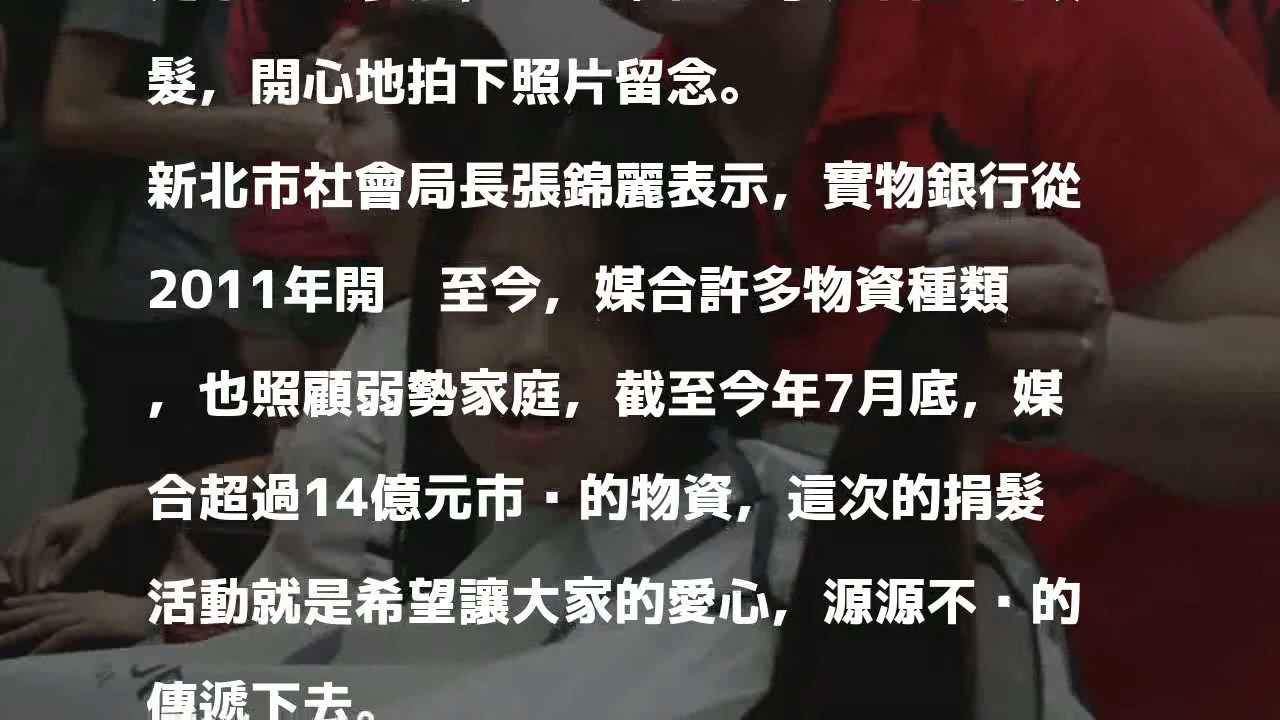 髮，開心地拍下照片留念。
新北市社會局長張錦麗表示，實物銀行從
2011年開　至今，媒合許多物資種類
，也照顧弱勢家庭，截至今年7月底，媒
合超過14億元市▪的物資，這次的捐髮
活動就是希望讓大家的愛心，源源不▪的
傳遞下去。